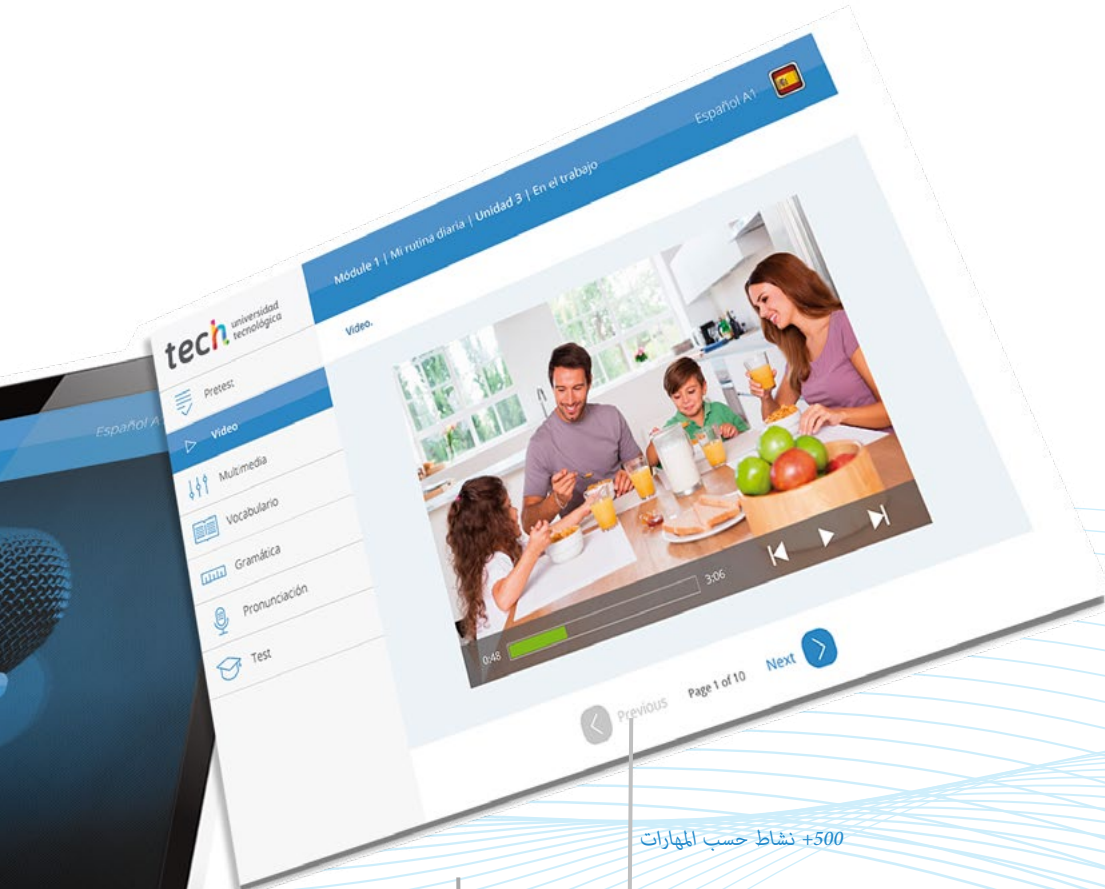 Español A1
Módule 1 | Mi rutina diaria | Unidad 3 | En el trabajo
tech universidad
tecnológica
Pretest
Video
Multimedia
Vocabulario
Gramática
Pronunciación
Test
Video.
0:48
3:06
Previous
Page 1 of 10
Next
Español A
+500 نشاط حسب المهارات